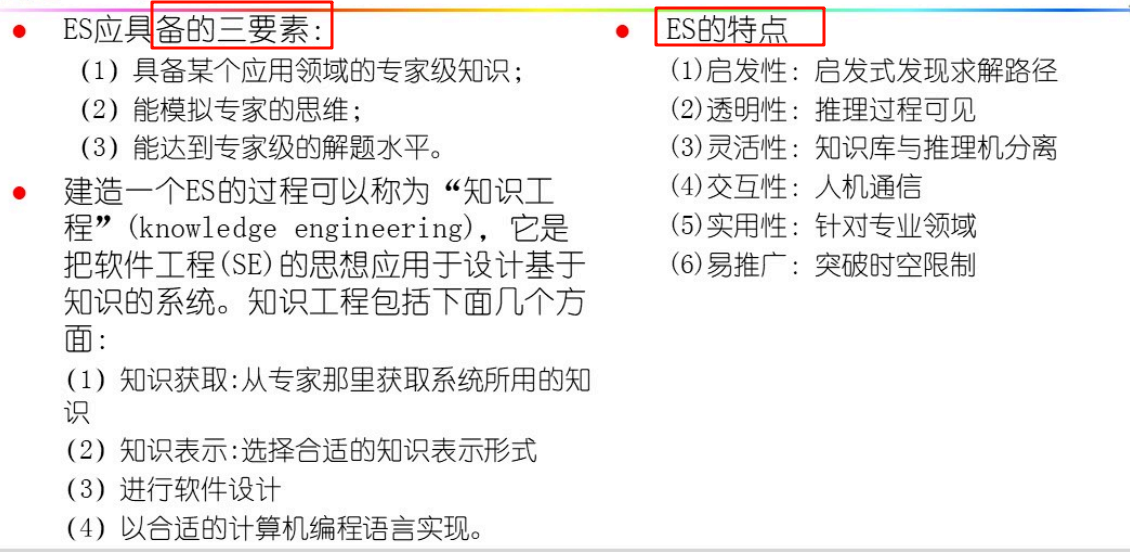 ES应具备的三要素:
(1) 具备某个应用领域的专家级知识;
(2) 能模拟专家的思维;
(3) 能达到专家级的解题水平。
建造一个ES的过程可以称为“知识工
程”(knowledge engineering), 它是
把软件工程(SE)的思想应用于设计基于
知识的系统。知识工程包括下面几个方
面:
(1) 知识获取:从专家那里获取系统所用的知
识
(2) 知识表示:选择合适的知识表示形式
(3) 进行软件设计
(4) 以合适的计算机编程语言实现。
ES的特点
(1)启发性: 启发式发现求解路径
(2)透明性: 推理过程可见
(3)灵活性: 知识库与推理机分离
(4)交互性: 人机通信
(5)实用性: 针对专业领域
(6)易推广: 突破时空限制